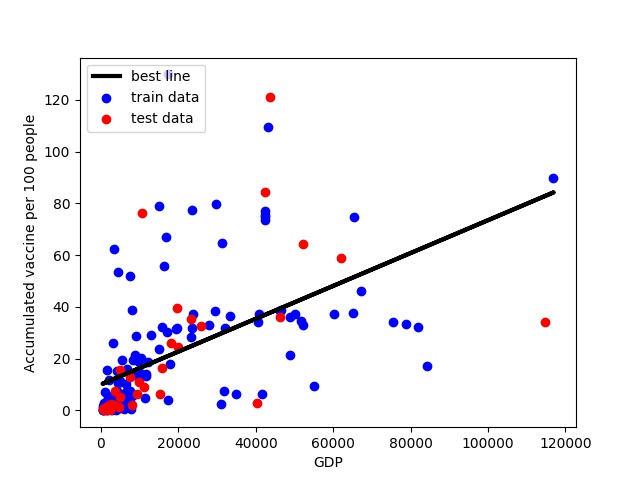 best line
train data
test data
Accumulated vaccine per 100 people
120
100
80
60
40
20
0
0 20000 40000 60000 80000 100000 120000
GDP